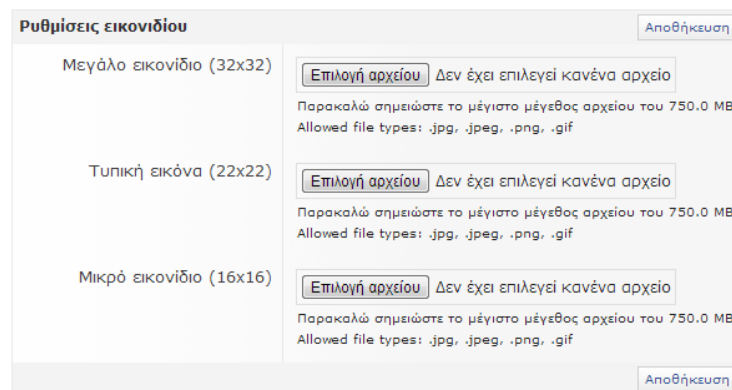 Ρυθμίσεις εικονιδίου Αποθήκευση
Μεγάλο εικονίδιο (32x32) Επιλογή αρχείου Δεν έχει επιλεγεί κανένα αρχείο
Παρακαλώ σημειώστε το μέγιστο μέγεθος αρχείου του 750.0 MB
Allowed file types: .jpg, .jpeg, .png, .gif
Τυπική εικόνα (22x22) Επιλογή αρχείου Δεν έχει επιλεγεί κανένα αρχείο
Παρακαλώ σημειώστε το μέγιστο μέγεθος αρχείου του 750.0 MB
Allowed file types: .jpg, .jpeg, .png, .gif
Μικρό εικονίδιο (16x16) Επιλογή αρχείου Δεν έχει επιλεγεί κανένα αρχείο
Παρακαλώ σημειώστε το μέγιστο μέγεθος αρχείου του 750.0 MB
Allowed file types: .jpg, .jpeg, .png, .gif
Αποθήκευση